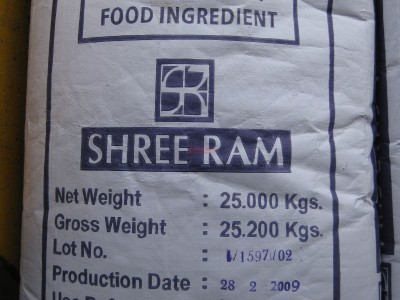 FOOD INGREDIENT
SHREE RAM
Net Weight : 25.000 Kgs.
Gross Weight : 25.200 Kgs.
Lot No. :
Production Date : 28 2 2009